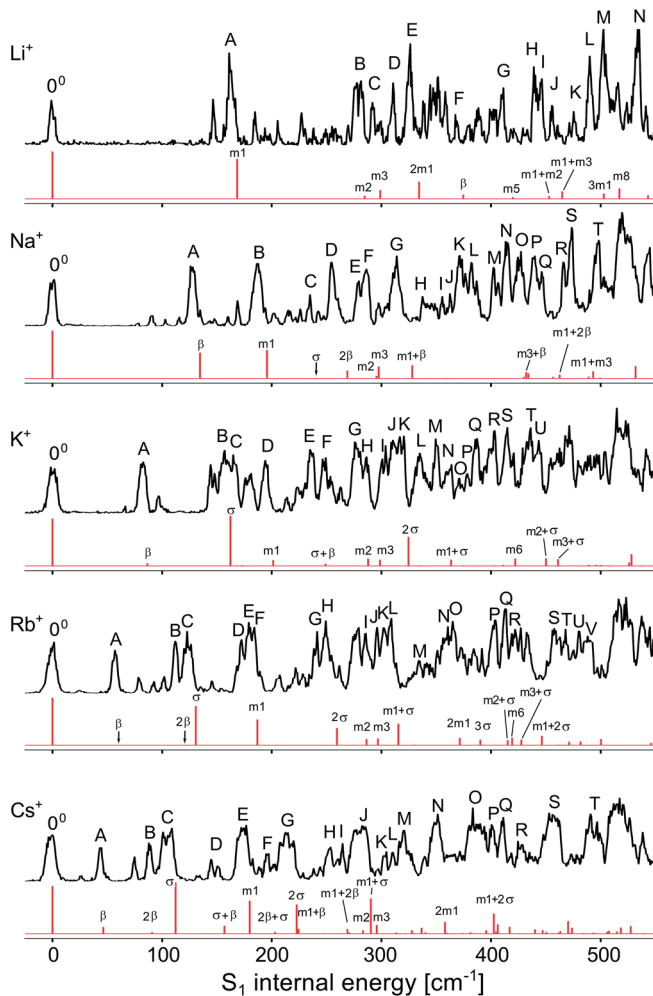 Li⁺
0⁰ A B C D E F G H I J K L M N
m1 m2 m3 2m1 β m5 m1+m2 m1+m3 3m1 m8
Na⁺
0⁰ A B C D E F G H I J K L M N O P Q R S T
β m1 σ 2β m2 m3 m1+β m3+β m1+2β m1+m3
K⁺
0⁰ A B C D E F G H I J K L M N O P Q R S T U
β σ m1 σ+β m2 m3 2σ m1+σ m6 m2+σ m3+σ
Rb⁺
0⁰ A B C D E F G H I J K L M N O P Q R S T U V
β 2β σ m1 2σ m2 m3 m1+σ 2m1 3σ m2+σ m6 m3+σ m1+2σ
Cs⁺
0⁰ A B C D E F G H I J K L M N O P Q R S T
β 2β σ σ+β m1 2β+σ 2σ m1+β m1+2β m2 m1+σ m3 2m1 m1+2σ
0 100 200 300 400 500
S₁ internal energy [cm⁻¹]